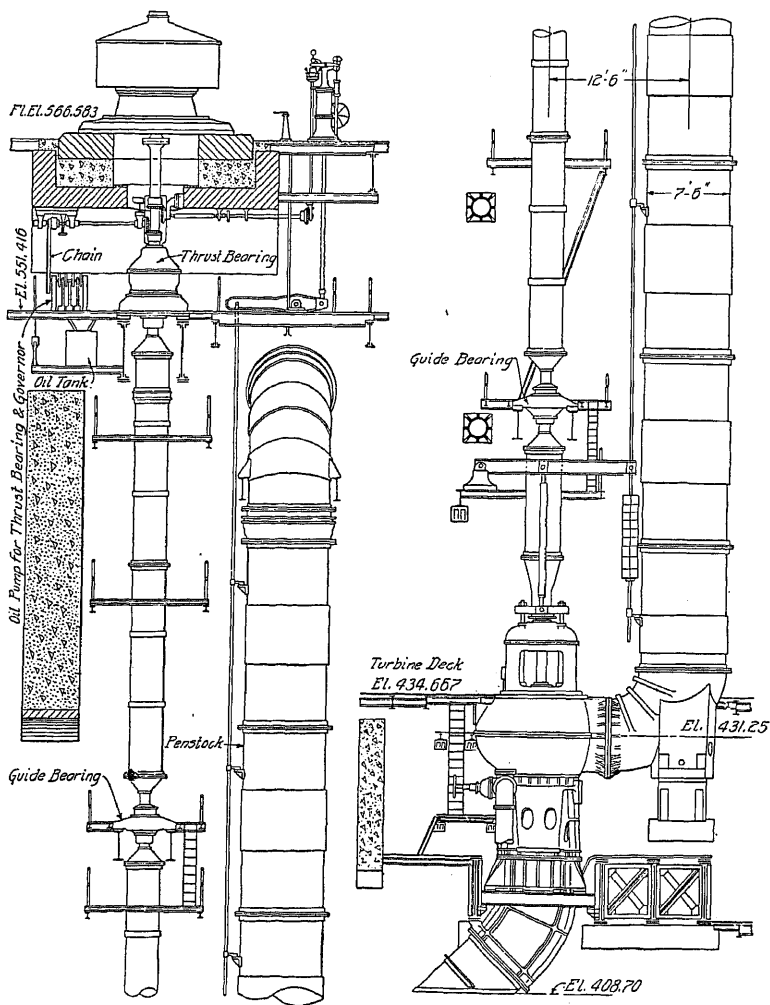 Fl.El.566.583
Thrust Bearing
Chain
El. 551.416
Oil Tank
Oil Pump for Thrust Bearing & Governor
Penstock
Guide Bearing
12'-6"
7'-6"
Guide Bearing
Turbine Deck
El. 434.667
El. 431.25
El. 408.70